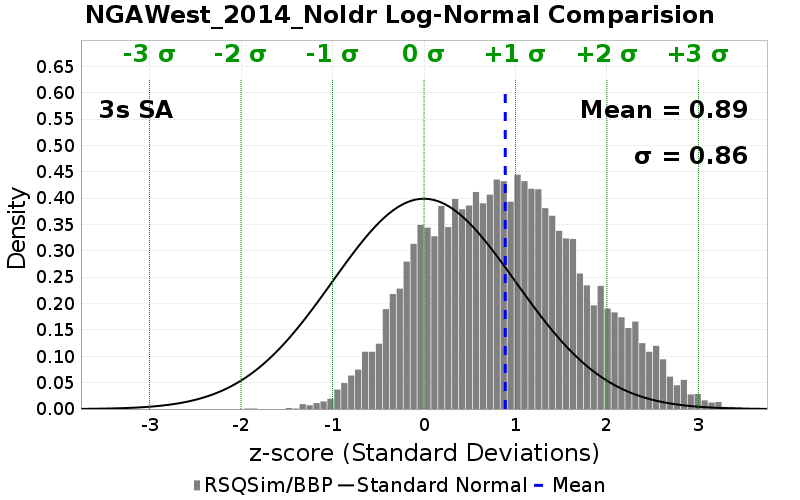 NGAWest_2014_NoIdr Log-Normal Comparision
-3 σ -2 σ -1 σ 0 σ +1 σ +2 σ +3 σ
3s SA
Mean = 0.89
σ = 0.86
Density
0.65
0.60
0.55
0.50
0.45
0.40
0.35
0.30
0.25
0.20
0.15
0.10
0.05
0.00
-3 -2 -1 0 1 2 3
z-score (Standard Deviations)
RSQSim/BBP Standard Normal Mean